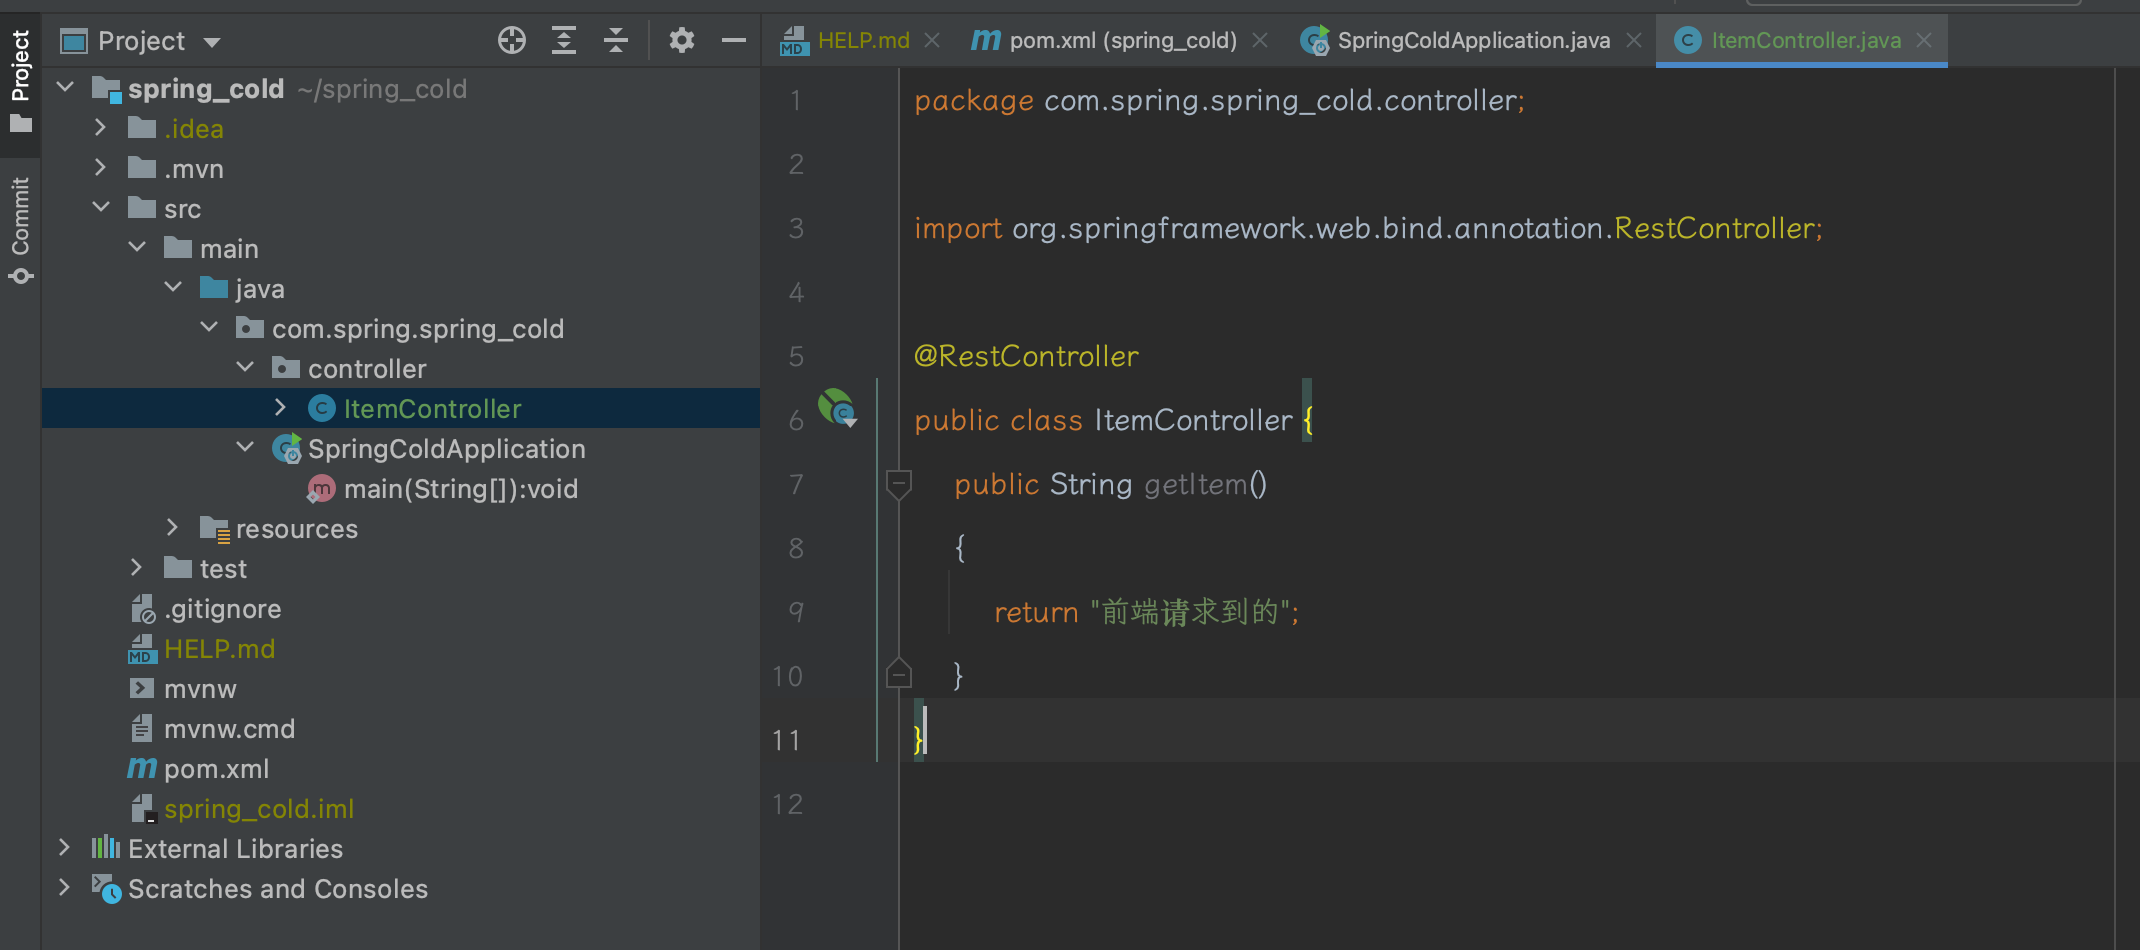 Project
Commit
Project
spring_cold ~/spring_cold
.idea
.mvn
src
main
java
com.spring.spring_cold
controller
ItemController
SpringColdApplication
main(String[]):void
resources
test
.gitignore
HELP.md
mvnw
mvnw.cmd
pom.xml
spring_cold.iml
External Libraries
Scratches and Consoles
HELP.md pom.xml (spring_cold) SpringColdApplication.java ItemController.java
1 package com.spring.spring_cold.controller;
2
3 import org.springframework.web.bind.annotation.RestController;
4
5 @RestController
6 public class ItemController {
7 public String getItem()
8 {
9 return "前端请求到的";
10 }
11 }
12